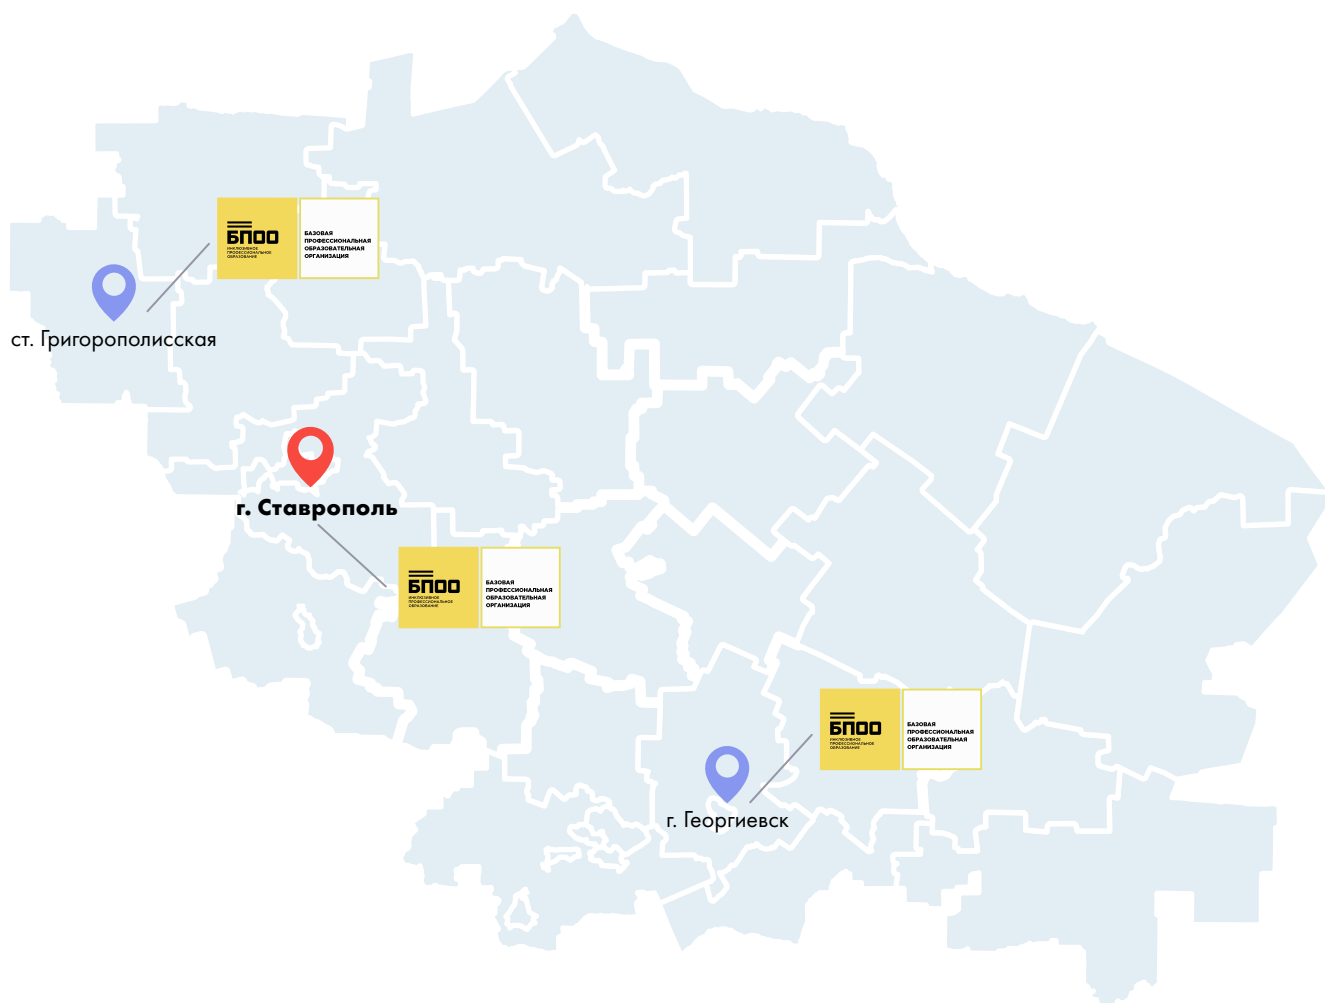 БПОО
ИНКЛЮЗИВНОЕ
ПРОФЕССИОНАЛЬНОЕ
ОБРАЗОВАНИЕ
БАЗОВАЯ
ПРОФЕССИОНАЛЬНАЯ
ОБРАЗОВАТЕЛЬНАЯ
ОРГАНИЗАЦИЯ
ст. Григорополисская
г. Ставрополь
БПОО
ИНКЛЮЗИВНОЕ
ПРОФЕССИОНАЛЬНОЕ
ОБРАЗОВАНИЕ
БАЗОВАЯ
ПРОФЕССИОНАЛЬНАЯ
ОБРАЗОВАТЕЛЬНАЯ
ОРГАНИЗАЦИЯ
БПОО
ИНКЛЮЗИВНОЕ
ПРОФЕССИОНАЛЬНОЕ
ОБРАЗОВАНИЕ
БАЗОВАЯ
ПРОФЕССИОНАЛЬНАЯ
ОБРАЗОВАТЕЛЬНАЯ
ОРГАНИЗАЦИЯ
г. Георгиевск